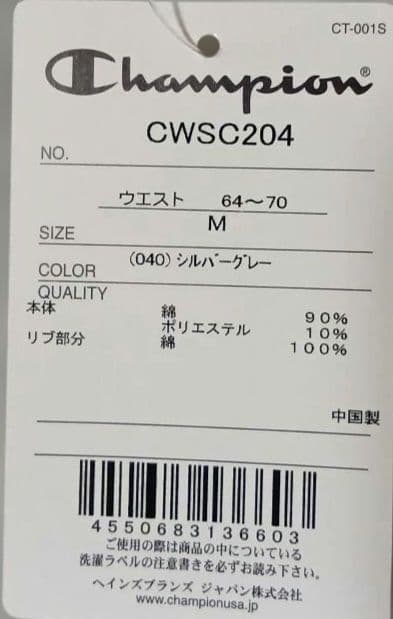 CT-001S
Champion®
CWSC204
NO.
ウエスト 64～70
M
SIZE
(040)シルバーグレー
COLOR
QUALITY
本体 綿 90%
ポリエステル 10%
リブ部分 綿 100%
中国製
4550683136603
ご使用の際は商品の中についている
洗濯ラベルの注意書きを必ずお読み下さい。
ヘインズブランズ ジャパン株式会社
www.championusa.jp